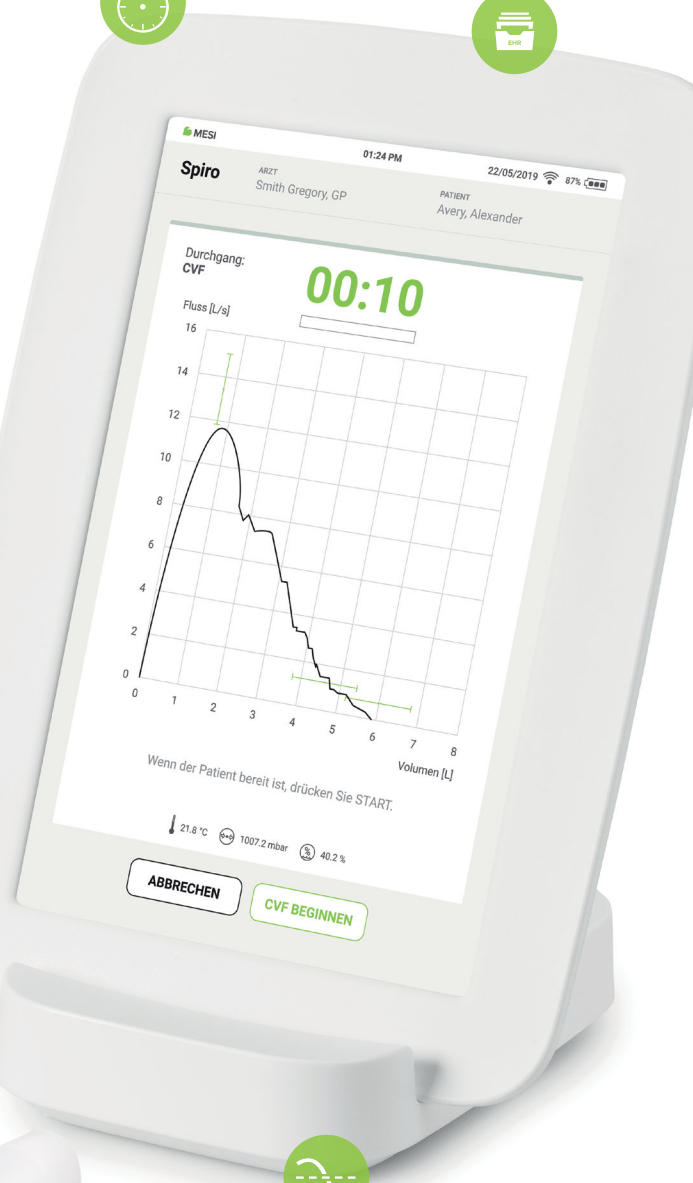 EHR
MESI
01:24 PM
22/05/2019
87%
Spiro
ARZT
Smith Gregory, GP
PATIENT
Avery, Alexander
Durchgang:
CVF
00:10
Fluss [L/s]
16
14
12
10
8
6
4
2
0
0 1 2 3 4 5 6 7 8
Volumen [L]
Wenn der Patient bereit ist, drücken Sie START.
21.8 °C
1007.2 mbar
%
40.2 %
ABBRECHEN
CVF BEGINNEN